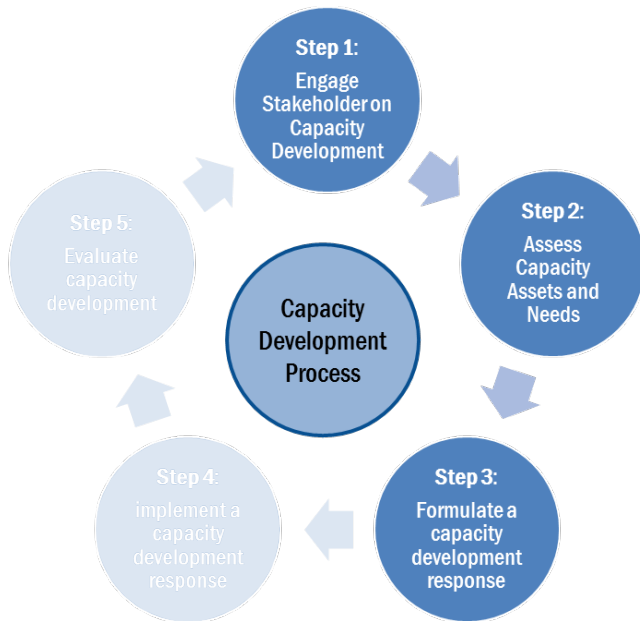 Step 1:
Engage
Stakeholder on
Capacity
Development
Step 2:
Assess
Capacity
Assets and
Needs
Step 3:
Formulate a
capacity
development
response
Step 4:
implement a
capacity
development
response
Step 5:
Evaluate
capacity
development
Capacity
Development
Process